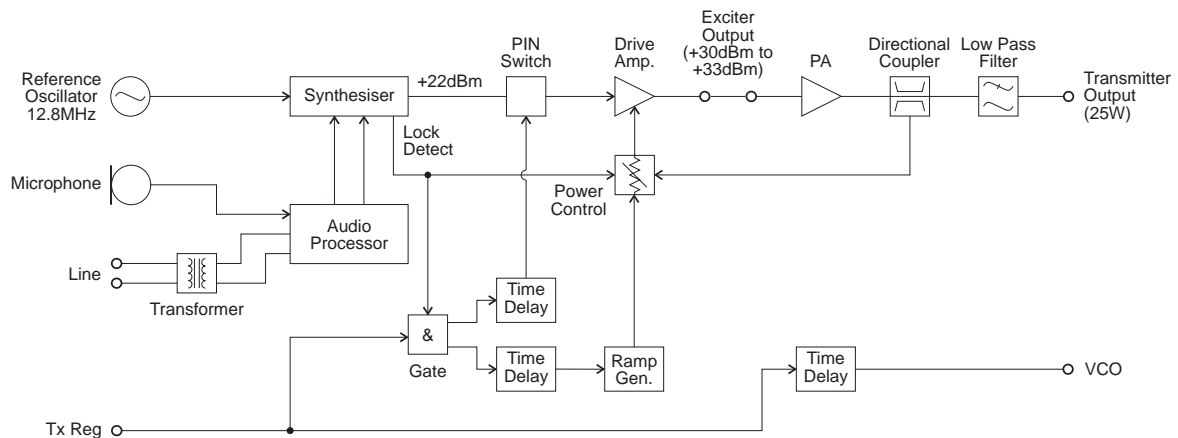 Reference
Oscillator
12.8MHz
Synthesiser
+22dBm
PIN
Switch
Drive
Amp.
Exciter
Output
(+30dBm to
+33dBm)
PA
Directional
Coupler
Low Pass
Filter
Transmitter
Output
(25W)
Lock
Detect
Microphone
Audio
Processor
Power
Control
Line
Transformer
Time
Delay
&
Gate
Time
Delay
Ramp
Gen.
Time
Delay
VCO
Tx Reg